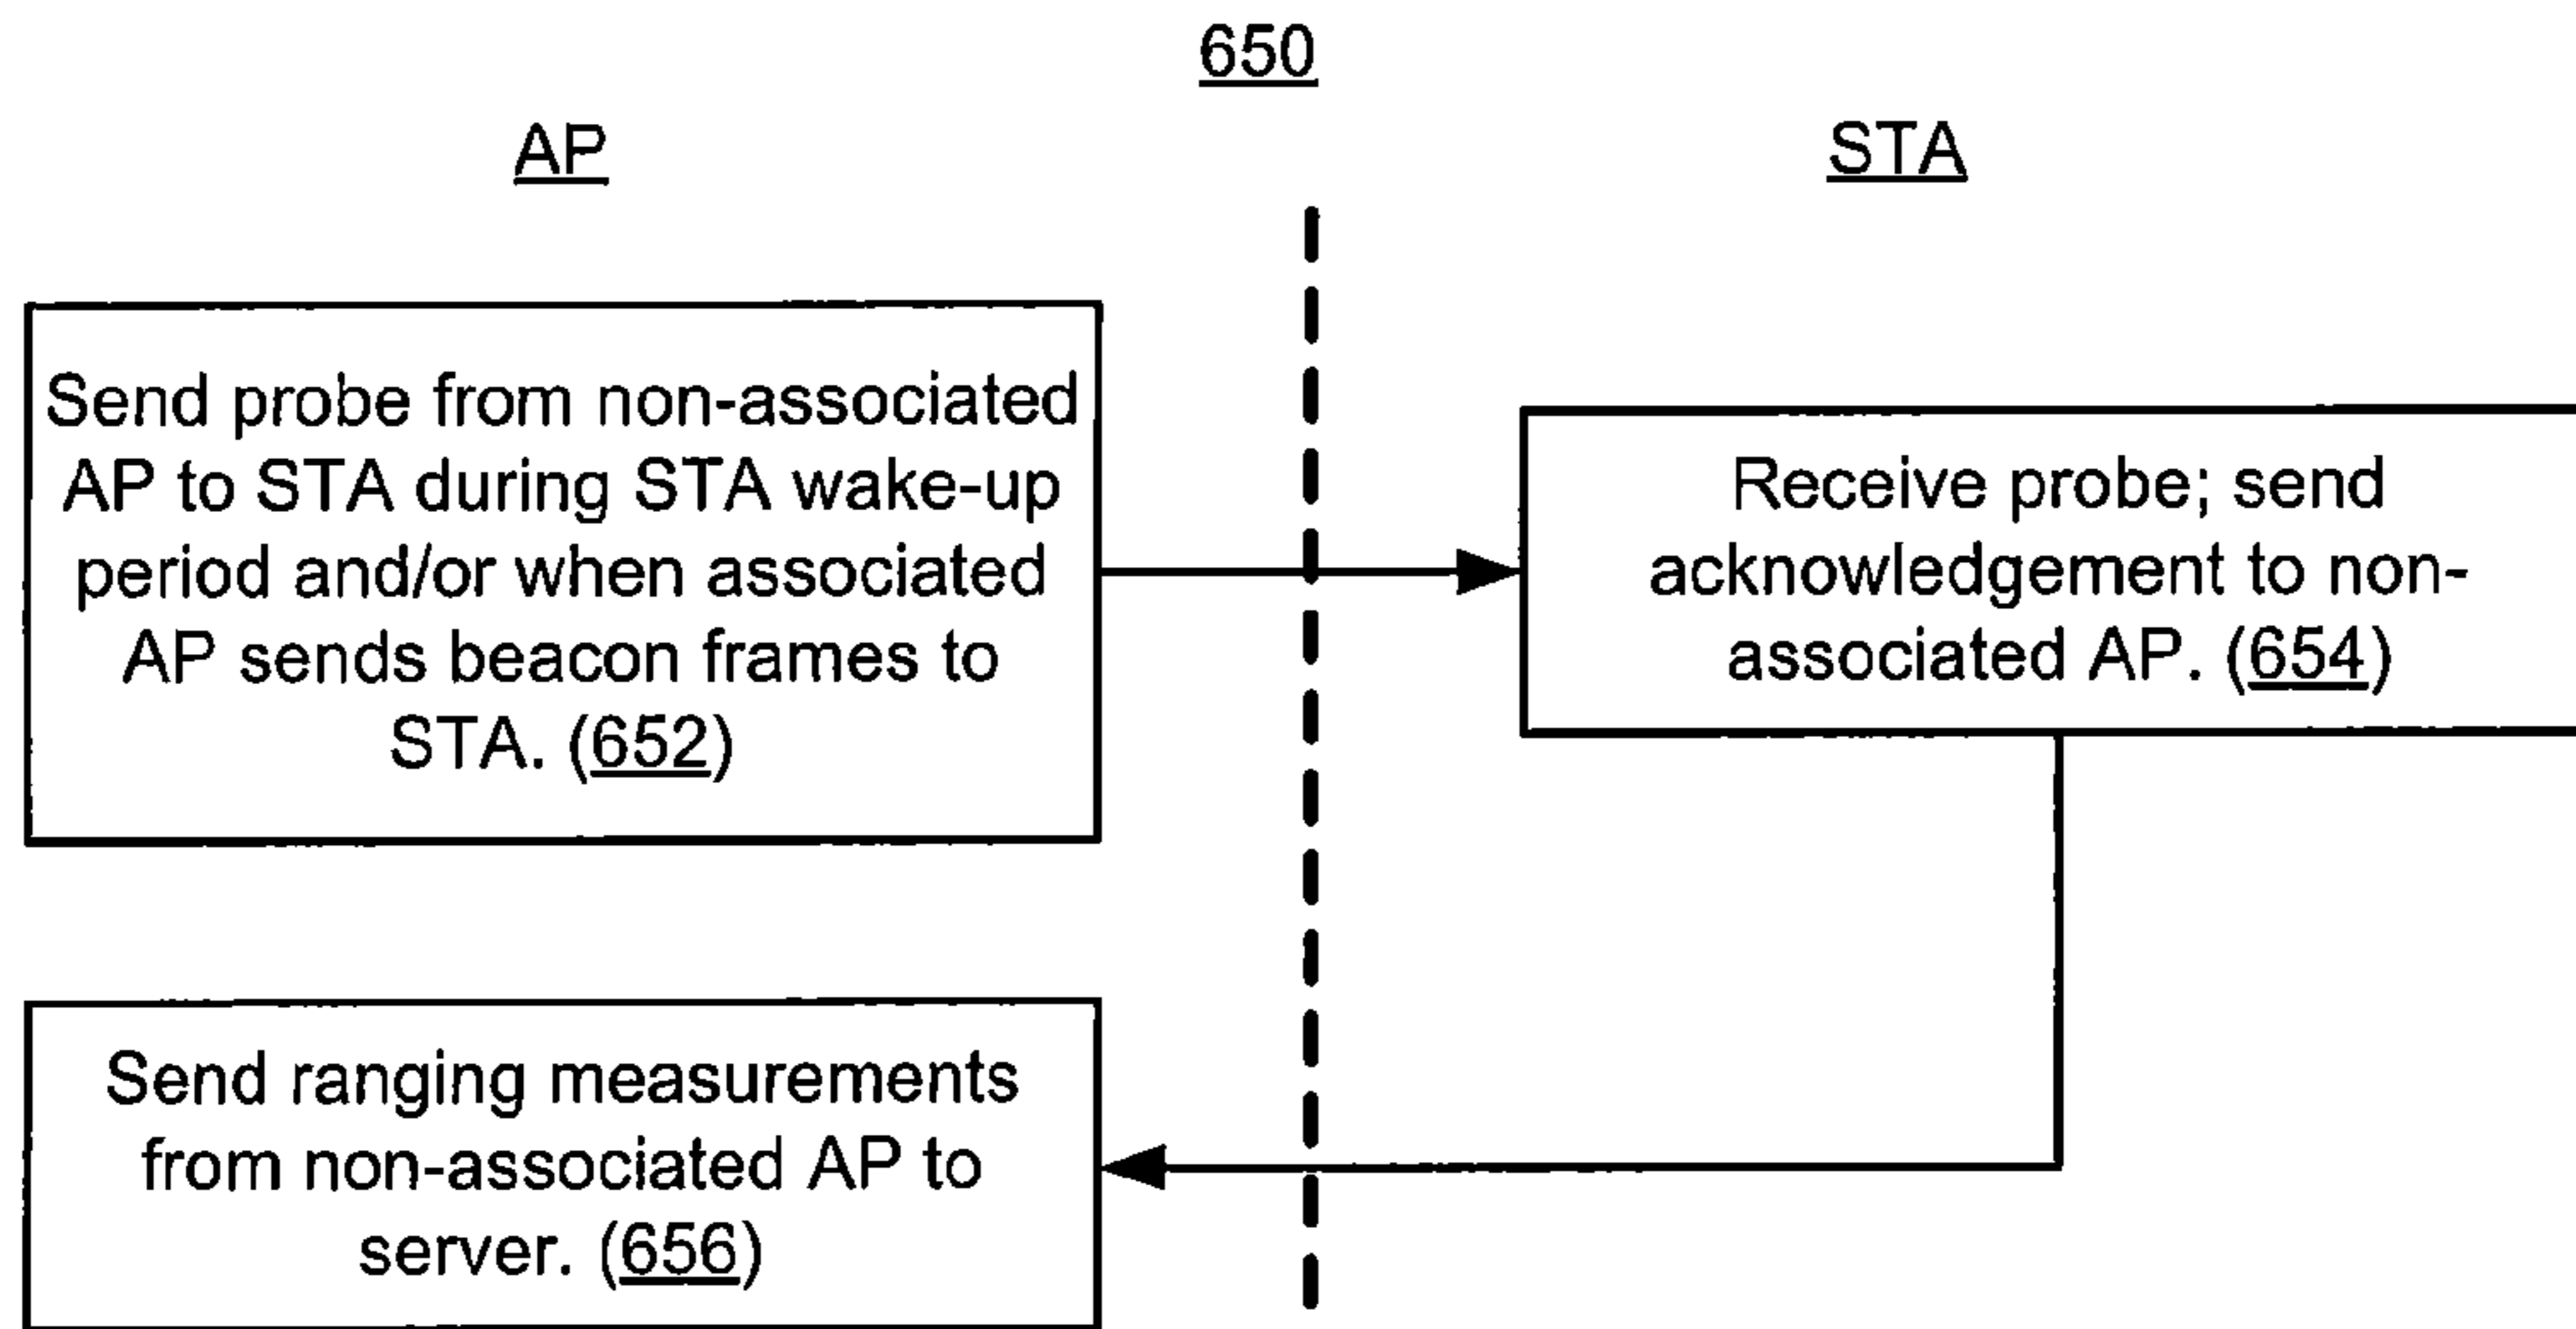 650
AP
STA
Send probe from non-associated
AP to STA during STA wake-up
period and/or when associated
AP sends beacon frames to
STA. (652)
Receive probe; send
acknowledgement to non-
associated AP. (654)
Send ranging measurements
from non-associated AP to
server. (656)